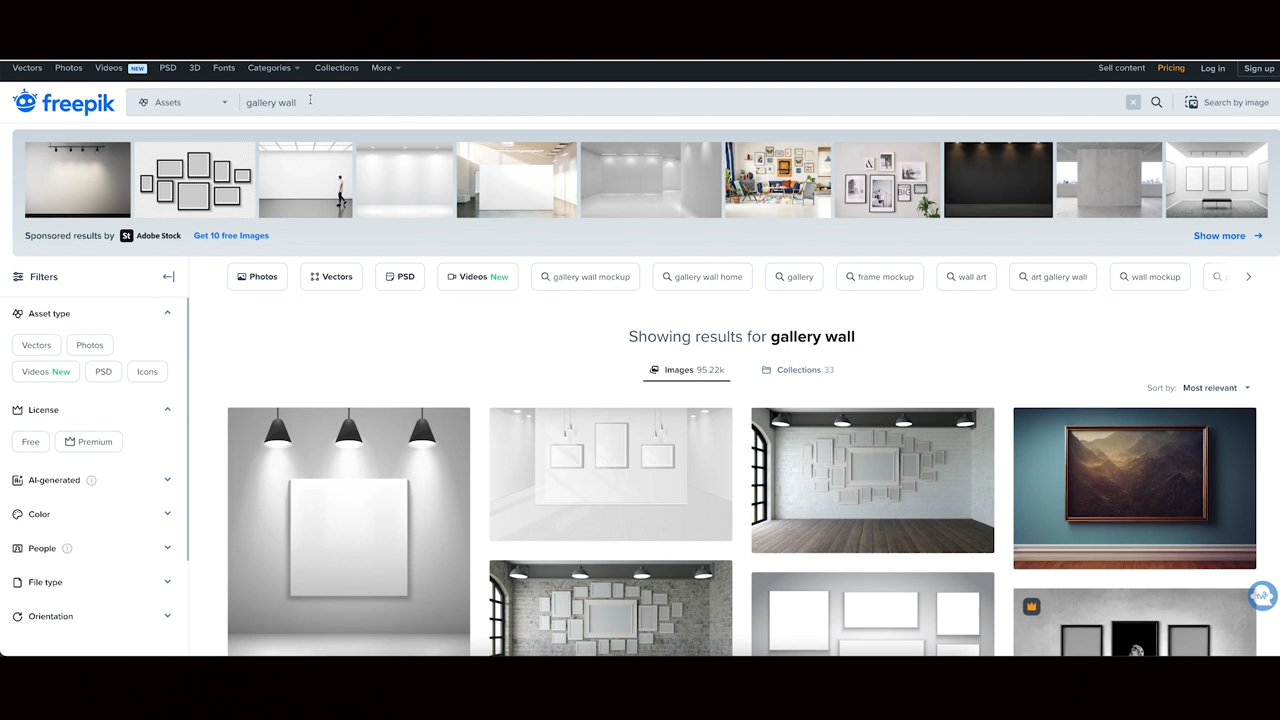 Vectors Photos Videos NEW PSD 3D Fonts Categories Collections More Sell content Pricing Log in Sign up
freepik Assets gallery wall Search by image
Sponsored results by St Adobe Stock Get 10 free Images Show more
Filters Photos Vectors PSD Videos New gallery wall mockup gallery wall home gallery frame mockup wall art art gallery wall wall mockup
Asset type
Showing results for gallery wall
Vectors Photos
Images 95.22k Collections 33
Videos New PSD Icons
Sort by: Most relevant
License
Free Premium
AI-generated
Color
People
File type
Orientation